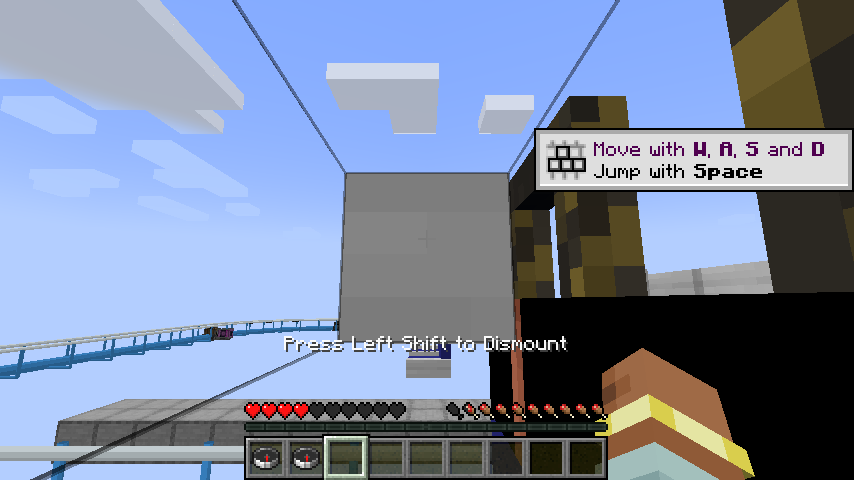 Move with W, A, S and D
Jump with Space
Press Left Shift to Dismount